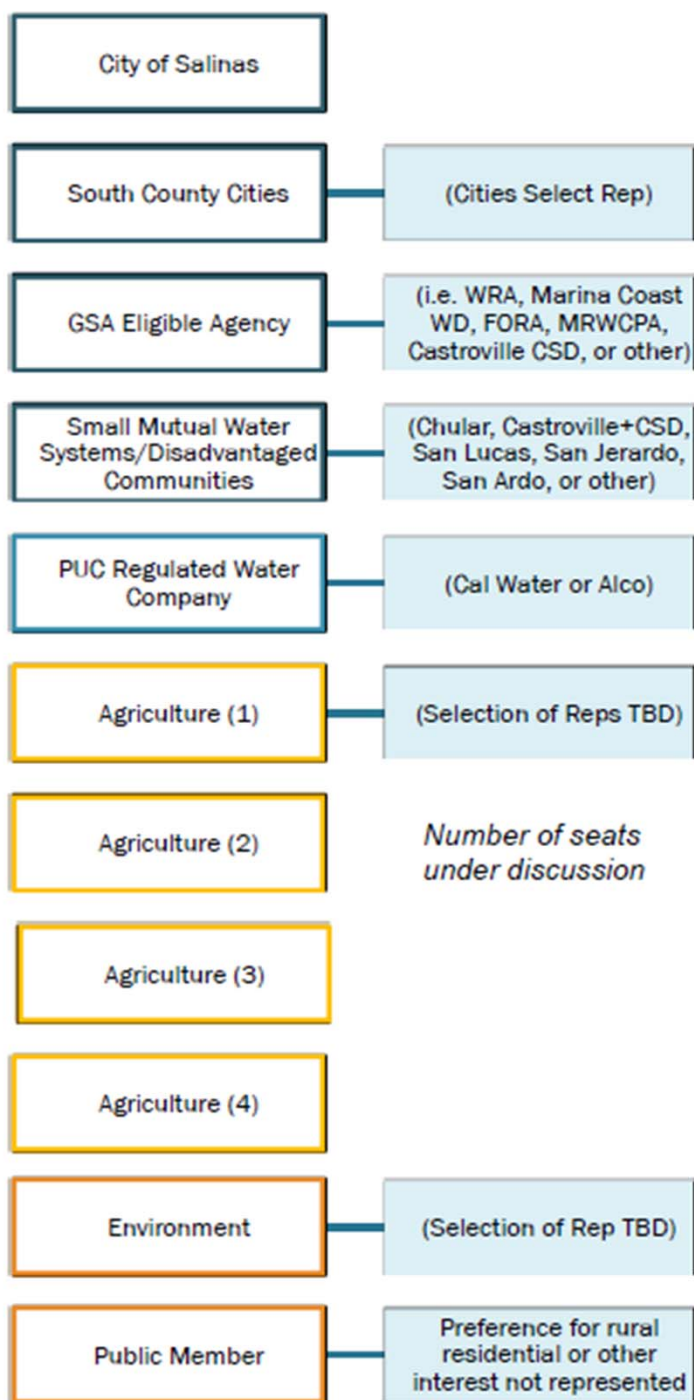 City of Salinas
South County Cities
(Cities Select Rep)
GSA Eligible Agency
(i.e. WRA, Marina Coast
WD, FORA, MRWCPA,
Castroville CSD, or other)
Small Mutual Water
Systems/Disadvantaged
Communities
(Chular, Castroville+CSD,
San Lucas, San Jerardo,
San Ardo, or other)
PUC Regulated Water
Company
(Cal Water or Alco)
Agriculture (1)
(Selection of Reps TBD)
Agriculture (2)
Number of seats
under discussion
Agriculture (3)
Agriculture (4)
Environment
(Selection of Rep TBD)
Public Member
Preference for rural
residential or other
interest not represented